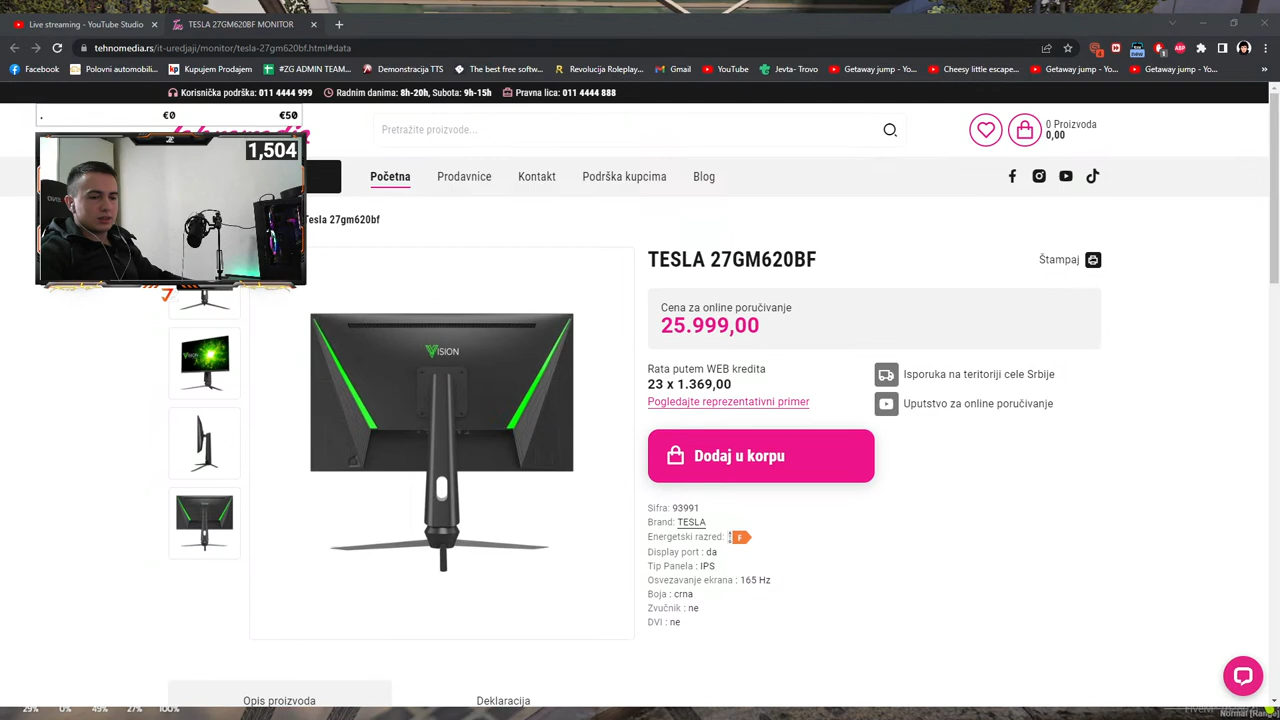 Live streaming - YouTube Studio
TESLA 27GM620BF MONITOR
tehnomedia.rs/it-uredjaji/monitor/tesla-27gm620bf.html#data
Facebook
Polovni automobili...
Kupujem Prodajem
#ZG ADMIN TEAM...
Demonstracija T...
The best free softw...
Revolucija Roleplay...
Gmail
YouTube
Jevta- Trovo
Getaway jump - Yo...
Cheesy little escape...
Getaway jump - Yo...
Getaway jump - Yo...
Korisnička podrška: 011 4444 999
Radnim danima: 8h-20h, Subota: 9h-15h
Pravna lica: 011 4444 888
. €0 €50
1,504
Pretražite proizvode...
0 Proizvoda
0,00
Početna
Prodavnice
Kontakt
Podrška kupcima
Blog
Tesla 27gm620bf
TESLA 27GM620BF
Štampaj
Cena za online poručivanje
25.999,00
Rata putem WEB kredita
23 x 1.369,00
Pogledajte reprezentativni primer
Isporuka na teritoriji cele Srbije
Uputstvo za online poručivanje
Dodaj u korpu
VISION
Sifra: 93991
Brand: TESLA
Energetski razred: F
Display port : da
Tip Panela : IPS
Osvezavanje ekrana : 165 Hz
Boja : crna
Zvučnik : ne
DVI : ne
Opis proizvoda
Deklaracija
29% 0% 49% 27% 100%
Normal [Range]